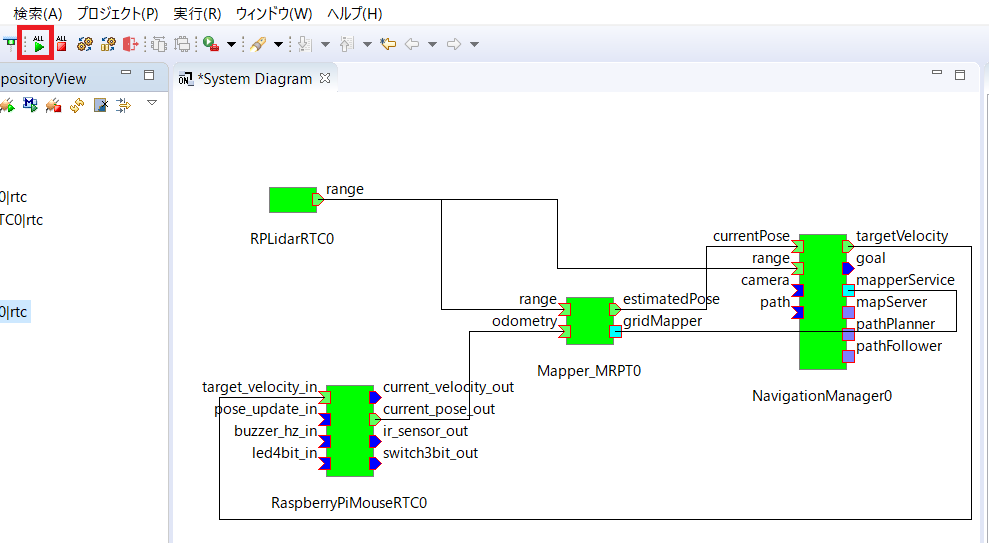 検索(A) プロジェクト(P) 実行(R) ウィンドウ(W) ヘルプ(H)
ALL ALL
positoryView
ON *System Diagram
0|rtc
TC0|rtc
0|rtc
range
RPLidarRTC0
currentPose targetVelocity
range goal
camera mapperService
path mapServer
pathPlanner
pathFollower
NavigationManager0
range estimatedPose
odometry gridMapper
Mapper_MRPT0
target_velocity_in current_velocity_out
pose_update_in current_pose_out
buzzer_hz_in ir_sensor_out
led4bit_in switch3bit_out
RaspberryPiMouseRTC0